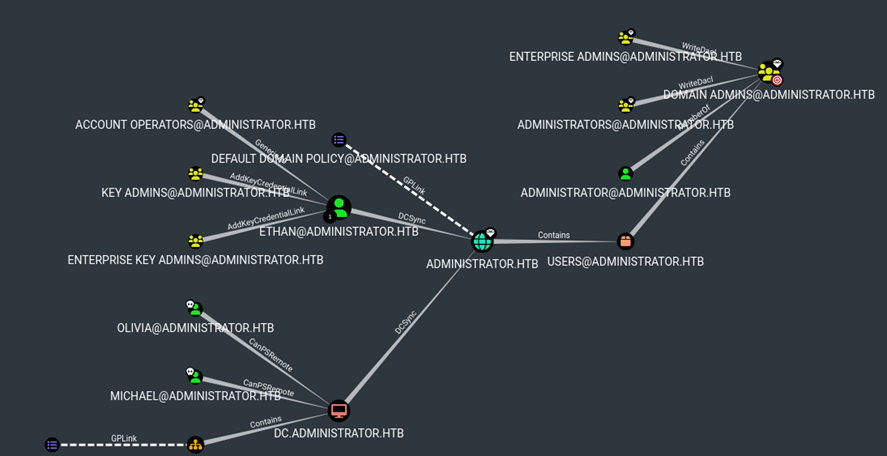 ENTERPRISE ADMINS@ADMINISTRATOR.HTB
WriteDacl
DOMAIN ADMINS@ADMINISTRATOR.HTB
WriteDacl
ADMINISTRATORS@ADMINISTRATOR.HTB
Contains
ADMINISTRATOR@ADMINISTRATOR.HTB
ACCOUNT OPERATORS@ADMINISTRATOR.HTB
DEFAULT DOMAIN POLICY@ADMINISTRATOR.HTB
GPLink
AddKeyCredentialLink
KEY ADMINS@ADMINISTRATOR.HTB
AddKeyCredentialLink
1
DCSync
ETHAN@ADMINISTRATOR.HTB
ENTERPRISE KEY ADMINS@ADMINISTRATOR.HTB
Contains
ADMINISTRATOR.HTB
USERS@ADMINISTRATOR.HTB
DCSync
OLIVIA@ADMINISTRATOR.HTB
CanPSRemote
CanPSRemote
MICHAEL@ADMINISTRATOR.HTB
Contains
DC.ADMINISTRATOR.HTB
GPLink